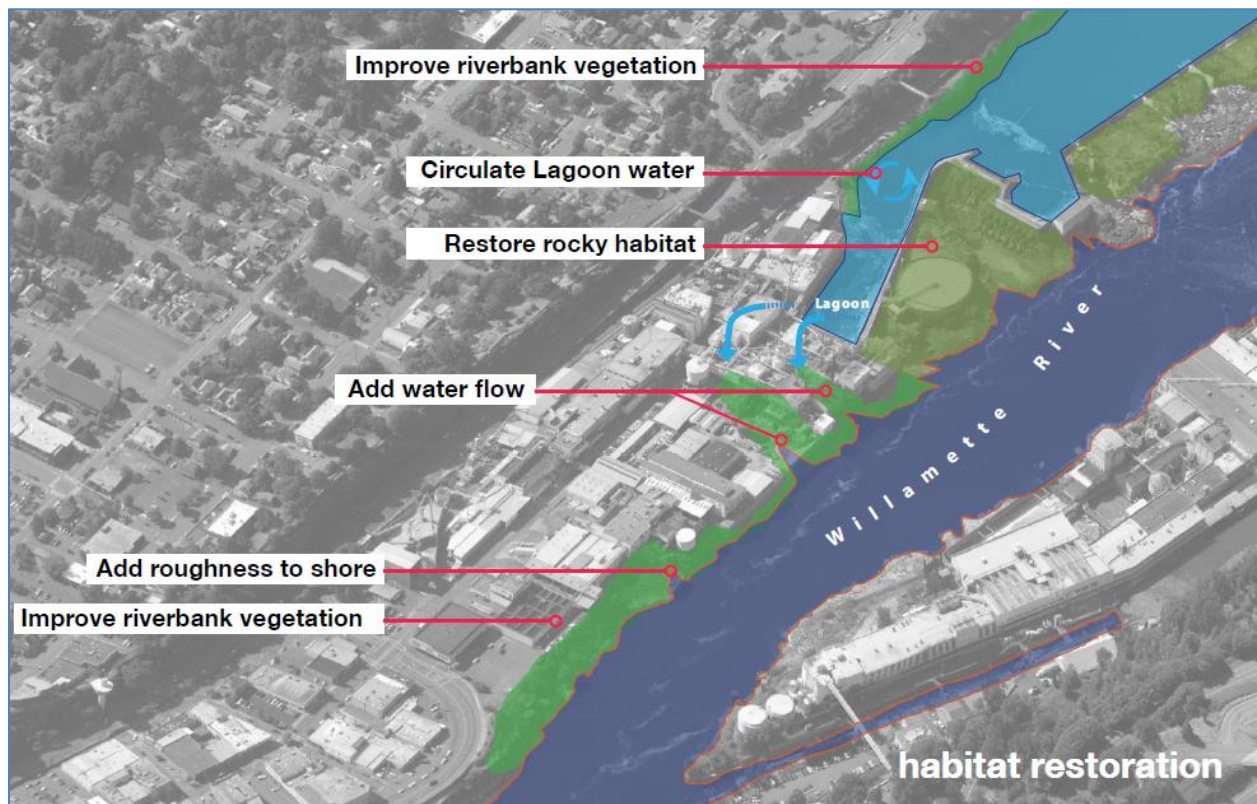 Improve riverbank vegetation
Circulate Lagoon water
Restore rocky habitat
Lagoon
Add water flow
Willamette River
Add roughness to shore
Improve riverbank vegetation
habitat restoration